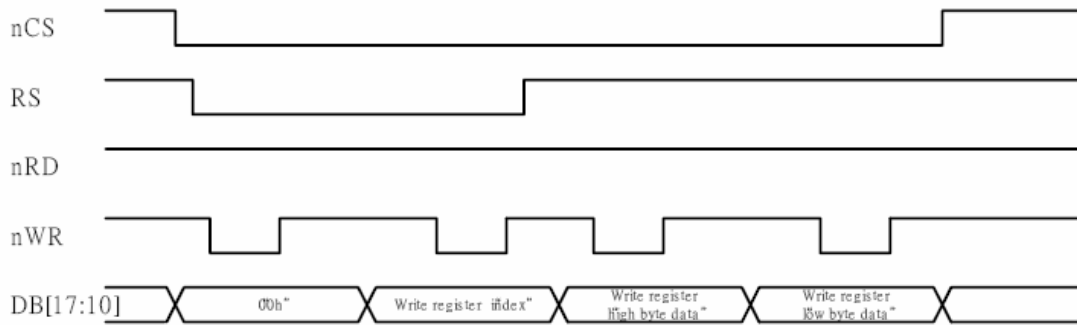 nCS
RS
nRD
nWR
DB[17:10]
00h"
Write register index"
Write register
high byte data"
Write register
low byte data"